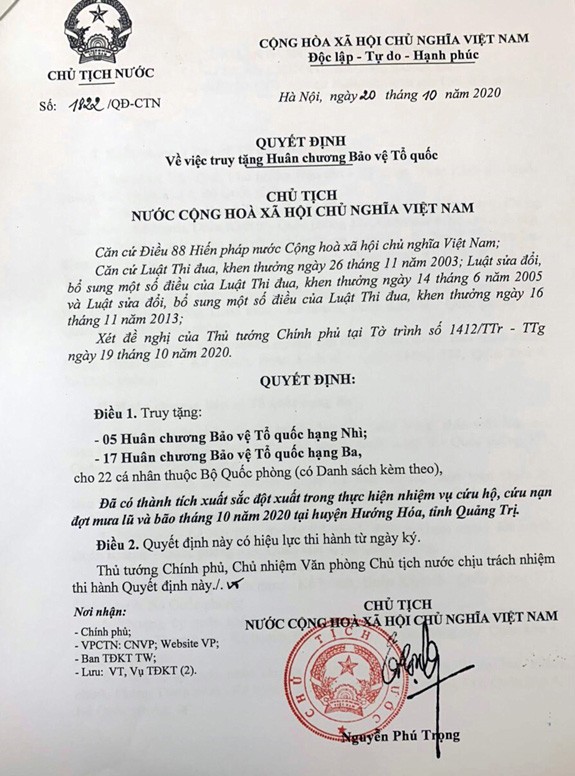 CỘNG HÒA XÃ HỘI CHỦ NGHĨA VIỆT NAM
Độc lập - Tự do - Hạnh phúc
CHỦ TỊCH NƯỚC
Số: 1822/QĐ-CTN
Hà Nội, ngày 20 tháng 10 năm 2020
QUYẾT ĐỊNH
Về việc truy tặng Huân chương Bảo vệ Tổ quốc
CHỦ TỊCH
NƯỚC CỘNG HOÀ XÃ HỘI CHỦ NGHĨA VIỆT NAM
Căn cứ Điều 88 Hiến pháp nước Cộng hoà xã hội chủ nghĩa Việt Nam;
Căn cứ Luật Thi đua, khen thưởng ngày 26 tháng 11 năm 2003; Luật sửa đổi,
bổ sung một số điều của Luật Thi đua, khen thưởng ngày 14 tháng 6 năm 2005
và Luật sửa đổi, bổ sung một số điều của Luật Thi đua, khen thưởng ngày 16
tháng 11 năm 2013;
Xét đề nghị của Thủ tướng Chính phủ tại Tờ trình số 1412/TTr - TTg
ngày 19 tháng 10 năm 2020.
QUYẾT ĐỊNH:
Điều 1. Truy tặng:
- 05 Huân chương Bảo vệ Tổ quốc hạng Nhì;
- 17 Huân chương Bảo vệ Tổ quốc hạng Ba,
cho 22 cá nhân thuộc Bộ Quốc phòng (có Danh sách kèm theo),
Đã có thành tích xuất sắc đột xuất trong thực hiện nhiệm vụ cứu hộ, cứu nạn
đợt mưa lũ và bão tháng 10 năm 2020 tại huyện Hướng Hóa, tỉnh Quảng Trị.
Điều 2. Quyết định này có hiệu lực thi hành từ ngày ký.
Thủ tướng Chính phủ, Chủ nhiệm Văn phòng Chủ tịch nước chịu trách nhiệm
thi hành Quyết định này./.
Nơi nhận:
- Chính phủ;
- VPCTN: CNVP; Website VP;
- Ban TĐKT TW;
- Lưu: VT, Vụ TĐKT (2).
CHỦ TỊCH
NƯỚC CỘNG HOÀ XÃ HỘI CHỦ NGHĨA VIỆT NAM
CHỦ TỊCH NƯỚC
Nguyễn Phú Trọng